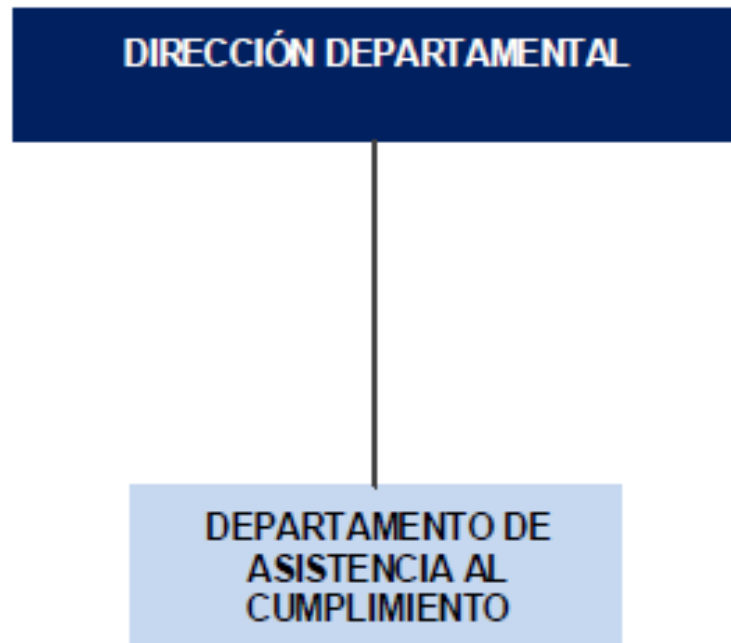 DIRECCIÓN DEPARTAMENTAL
DEPARTAMENTO DE
ASISTENCIA AL
CUMPLIMIENTO